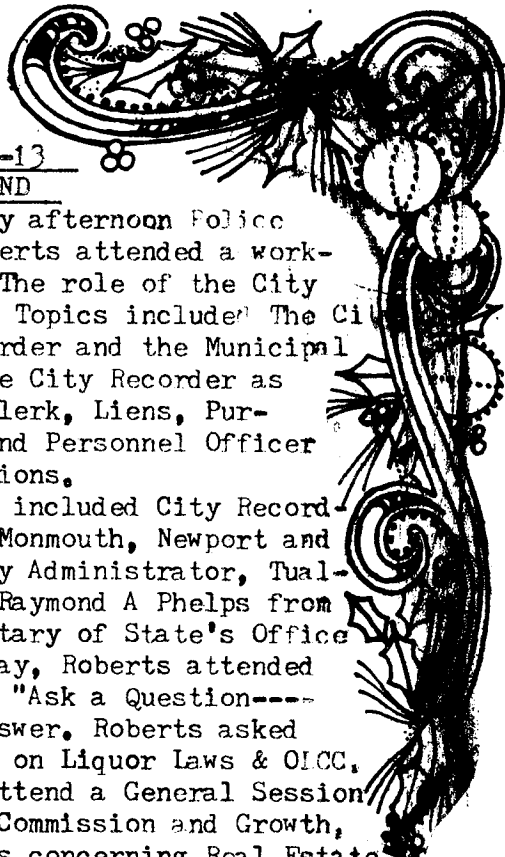 -13
ND
y afternoon Police
erts attended a work-
The role of the City
Topics included The Ci
rder and the Municipal
e City Recorder as
lerk, Liens, Pur-
nd Personnel Officer
ions.
included City Record-
Monmouth, Newport and
y Administrator, Tual-
Raymond A Phelps from
tary of State's Office
ay, Roberts attended
"Ask a Question----
swer. Roberts asked
on Liquor Laws & OLCC.
ttend a General Session
Commission and Growth,
s concerning Real Estate